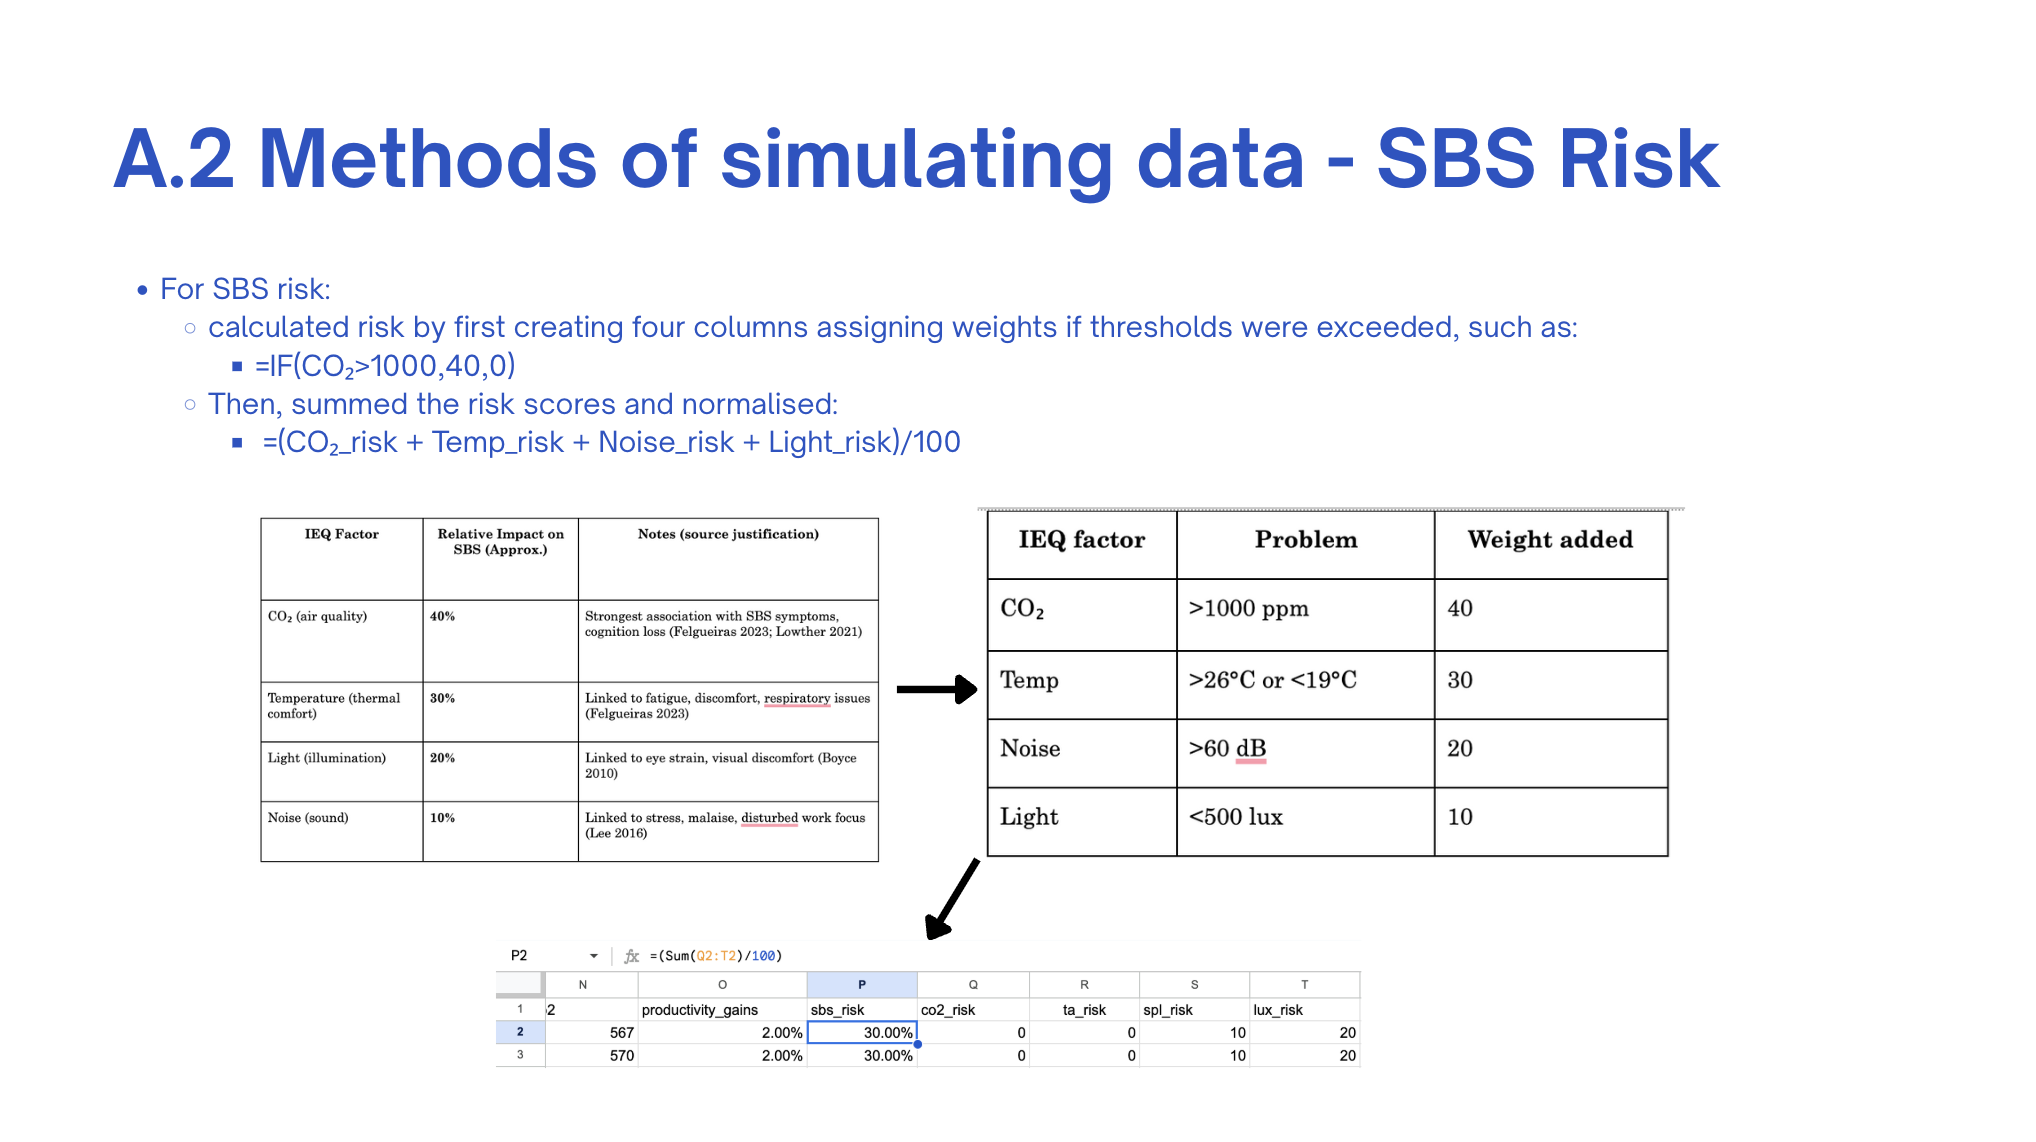 A.2 Methods of simulating data - SBS Risk
• For SBS risk:
○ calculated risk by first creating four columns assigning weights if thresholds were exceeded, such as:
▪ =IF(CO₂>1000,40,0)
○ Then, summed the risk scores and normalised:
▪ =(CO₂_risk + Temp_risk + Noise_risk + Light_risk)/100
IEQ Factor Relative Impact on Notes (source justification)
SBS (Approx.)
CO₂ (air quality) 40% Strongest association with SBS symptoms,
cognition loss (Felgueiras 2023; Lowther 2021)
Temperature (thermal 30% Linked to fatigue, discomfort, respiratory issues
comfort) (Felgueiras 2023)
Light (illumination) 20% Linked to eye strain, visual discomfort (Boyce
2010)
Noise (sound) 10% Linked to stress, malaise, disturbed work focus
(Lee 2016)
IEQ factor Problem Weight added
CO₂ >1000 ppm 40
Temp >26°C or <19°C 30
Noise >60 dB 20
Light <500 lux 10
P2 fx =(Sum(Q2:T2)/100)
N O P Q R S T
1 2 productivity_gains sbs_risk co2_risk ta_risk spl_risk lux_risk
2 567 2.00% 30.00% 0 0 10 20
3 570 2.00% 30.00% 0 0 10 20